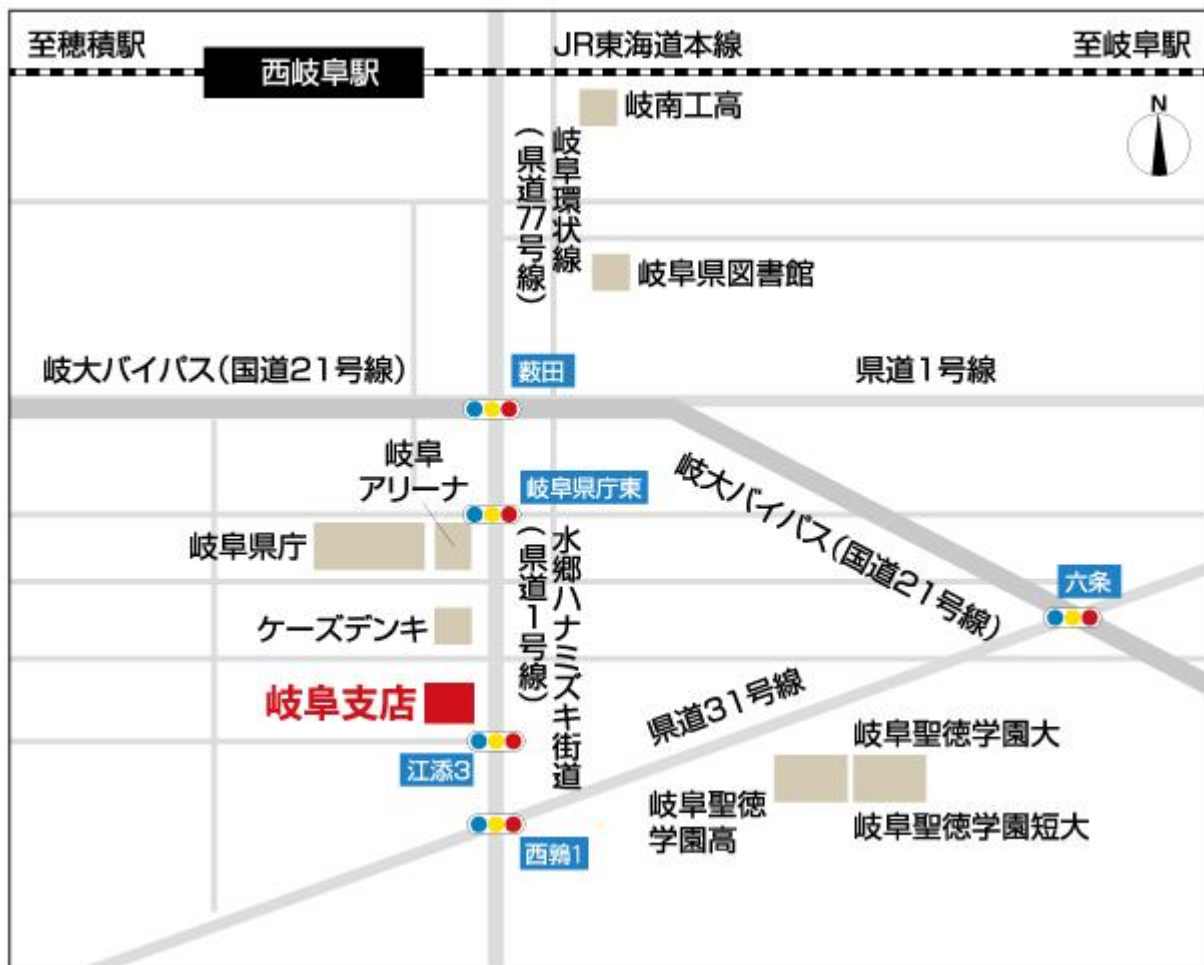 至穂積駅
JR東海道本線
至岐阜駅
西岐阜駅
岐南工高
N
岐阜環状線
(県道77号線)
岐阜県図書館
岐大バイパス(国道21号線)
薮田
県道1号線
岐阜
アリーナ
岐阜県庁東
岐大バイパス(国道21号線)
岐阜県庁
水郷ハナミズキ街道
(県道1号線)
六条
ケーズデンキ
岐阜支店
県道31号線
江添3
岐阜聖徳学園大
岐阜聖徳
学園高
岐阜聖徳学園短大
西鶉1